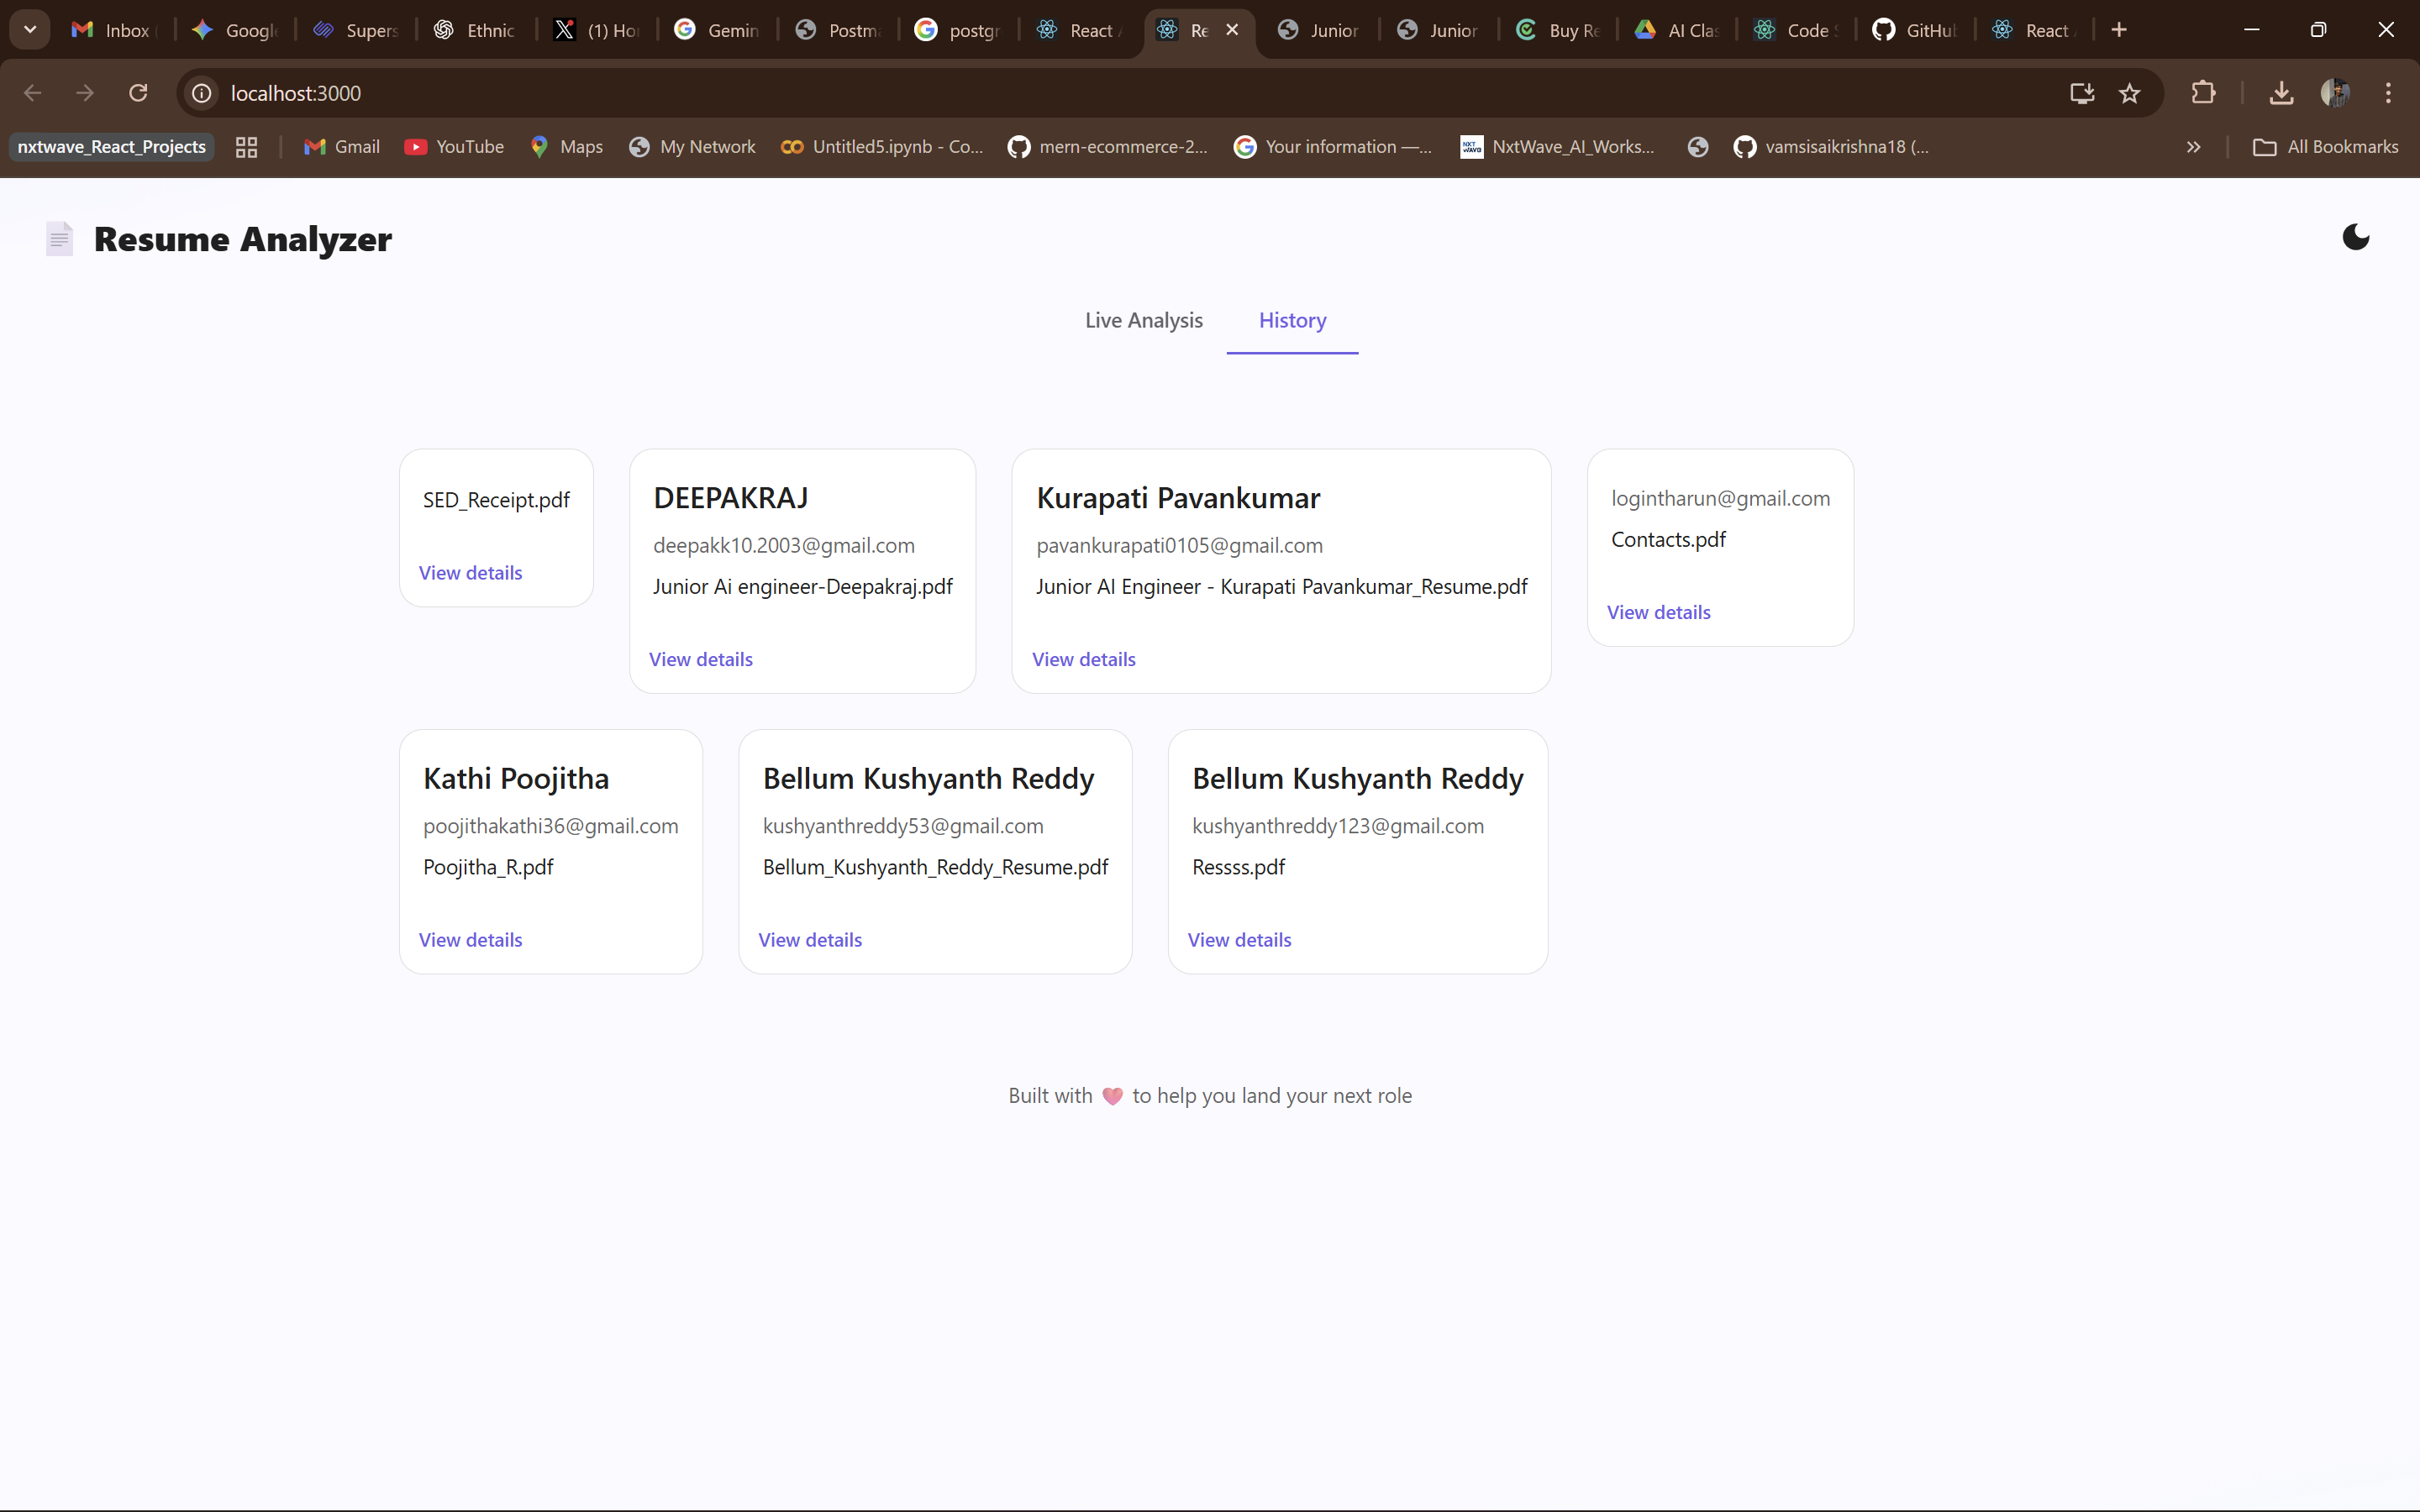 Inbox
Googl
Supers
Ethnic
(1) Ho
Gemin
Postm
postgr
React
Re
Junior
Junior
Buy Re
AI Clas
Code S
GitHu
React
localhost:3000
nxtwave_React_Projects
Gmail
YouTube
Maps
My Network
Untitled5.ipynb - Co...
mern-ecommerce-2...
Your information —...
NxtWave_AI_Works...
vamsisaikrishna18 (...
All Bookmarks
Resume Analyzer
Live Analysis
History
SED_Receipt.pdf
View details
DEEPAKRAJ
deepakk10.2003@gmail.com
Junior Ai engineer-Deepakraj.pdf
View details
Kurapati Pavankumar
pavankurapati0105@gmail.com
Junior AI Engineer - Kurapati Pavankumar_Resume.pdf
View details
logintharun@gmail.com
Contacts.pdf
View details
Kathi Poojitha
poojithakathi36@gmail.com
Poojitha_R.pdf
View details
Bellum Kushyanth Reddy
kushyanthreddy53@gmail.com
Bellum_Kushyanth_Reddy_Resume.pdf
View details
Bellum Kushyanth Reddy
kushyanthreddy123@gmail.com
Ressss.pdf
View details
Built with ❤️ to help you land your next role